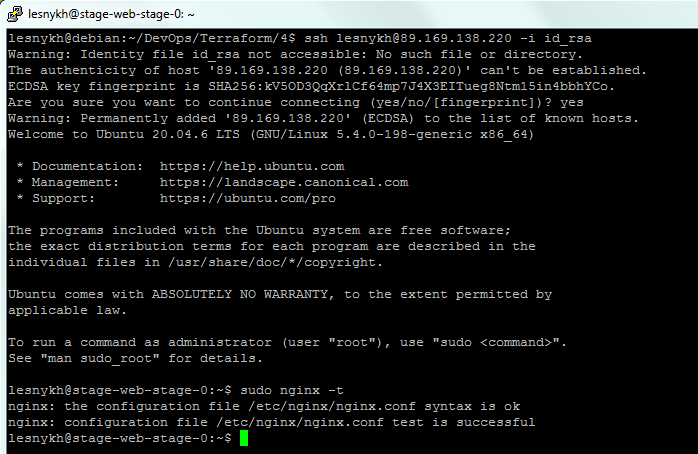 lesnykh@stage-web-stage-0: ~
lesnykh@debian:~/DevOps/Terraform/4$ ssh lesnykh@89.169.138.220 -i id_rsa
Warning: Identity file id_rsa not accessible: No such file or directory.
The authenticity of host '89.169.138.220 (89.169.138.220)' can't be established.
ECDSA key fingerprint is SHA256:kV5OD3QqXrlCf64mp7J4X3EITueg8Ntm15in4bbhYCo.
Are you sure you want to continue connecting (yes/no/[fingerprint])? yes
Warning: Permanently added '89.169.138.220' (ECDSA) to the list of known hosts.
Welcome to Ubuntu 20.04.6 LTS (GNU/Linux 5.4.0-198-generic x86_64)
* Documentation:  https://help.ubuntu.com
* Management:     https://landscape.canonical.com
* Support:        https://ubuntu.com/pro
The programs included with the Ubuntu system are free software;
the exact distribution terms for each program are described in the
individual files in /usr/share/doc/*/copyright.
Ubuntu comes with ABSOLUTELY NO WARRANTY, to the extent permitted by
applicable law.
To run a command as administrator (user "root"), use "sudo <command>".
See "man sudo_root" for details.
lesnykh@stage-web-stage-0:~$ sudo nginx -t
nginx: the configuration file /etc/nginx/nginx.conf syntax is ok
nginx: configuration file /etc/nginx/nginx.conf test is successful
lesnykh@stage-web-stage-0:~$